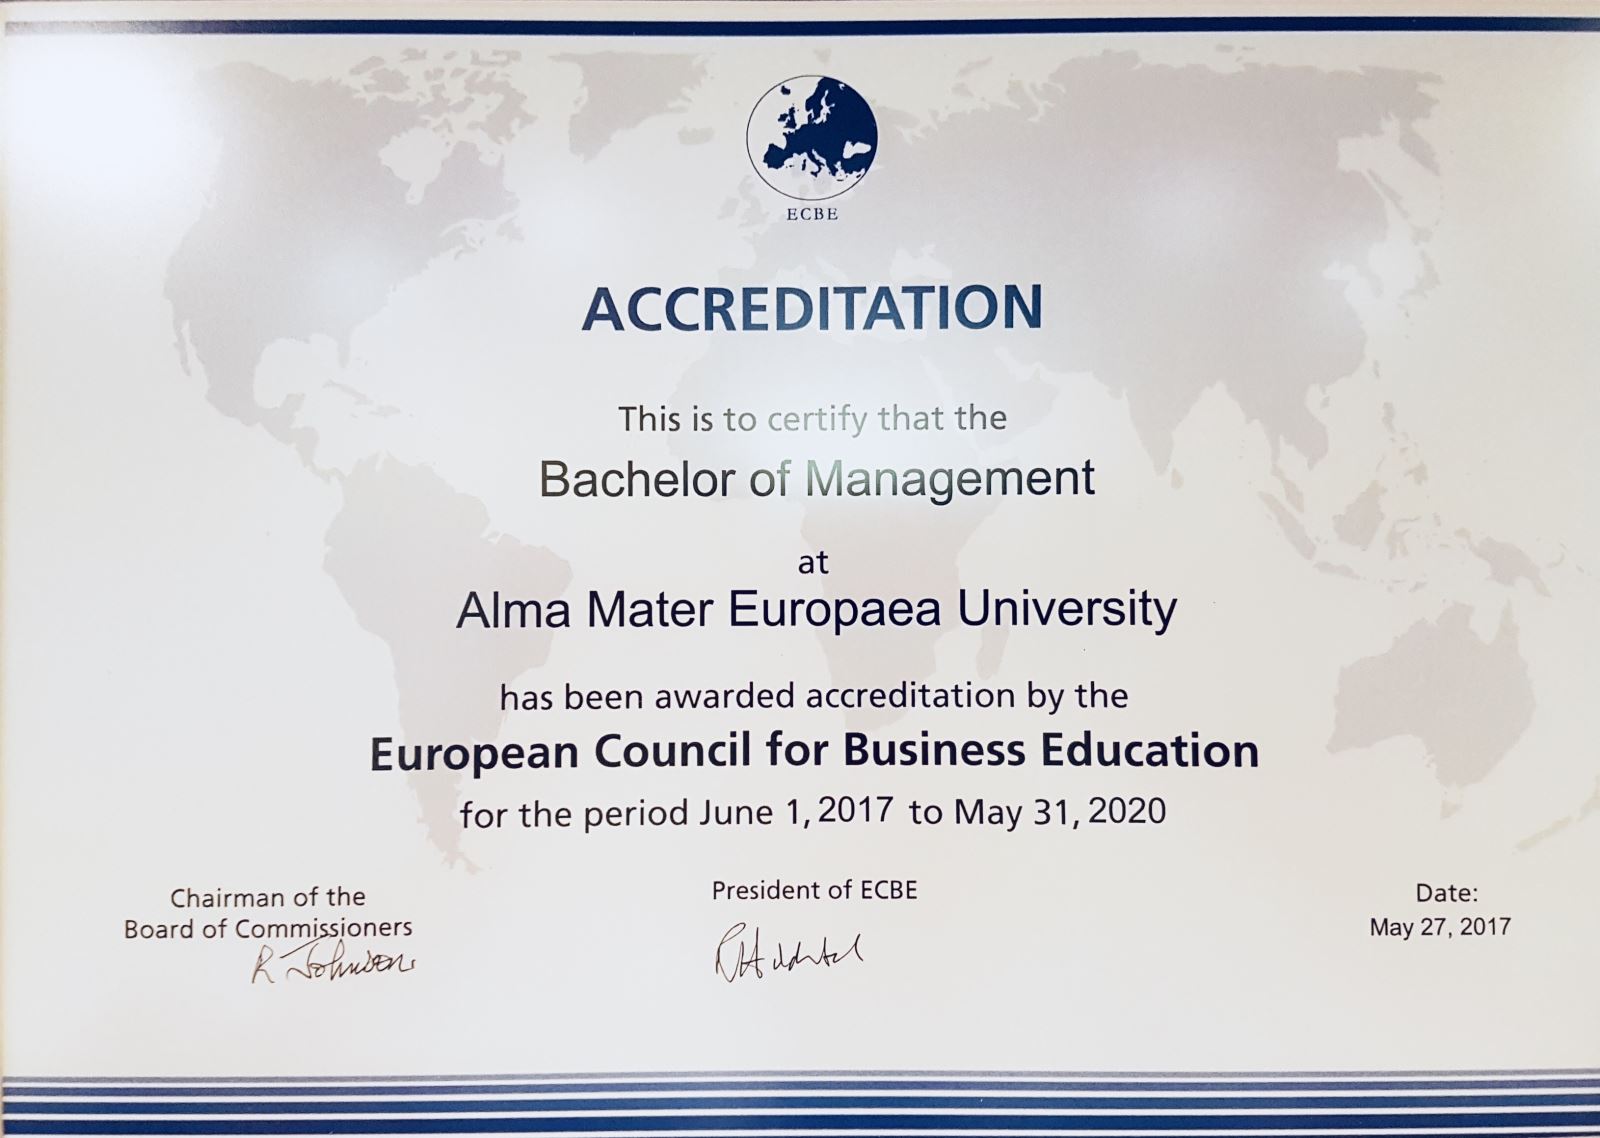 ECBE
ACCREDITATION
This is to certify that the
Bachelor of Management
at
Alma Mater Europaea University
has been awarded accreditation by the
European Council for Business Education
for the period June 1, 2017 to May 31, 2020
Chairman of the
Board of Commissioners
R Johnson
President of ECBE
Date:
May 27, 2017